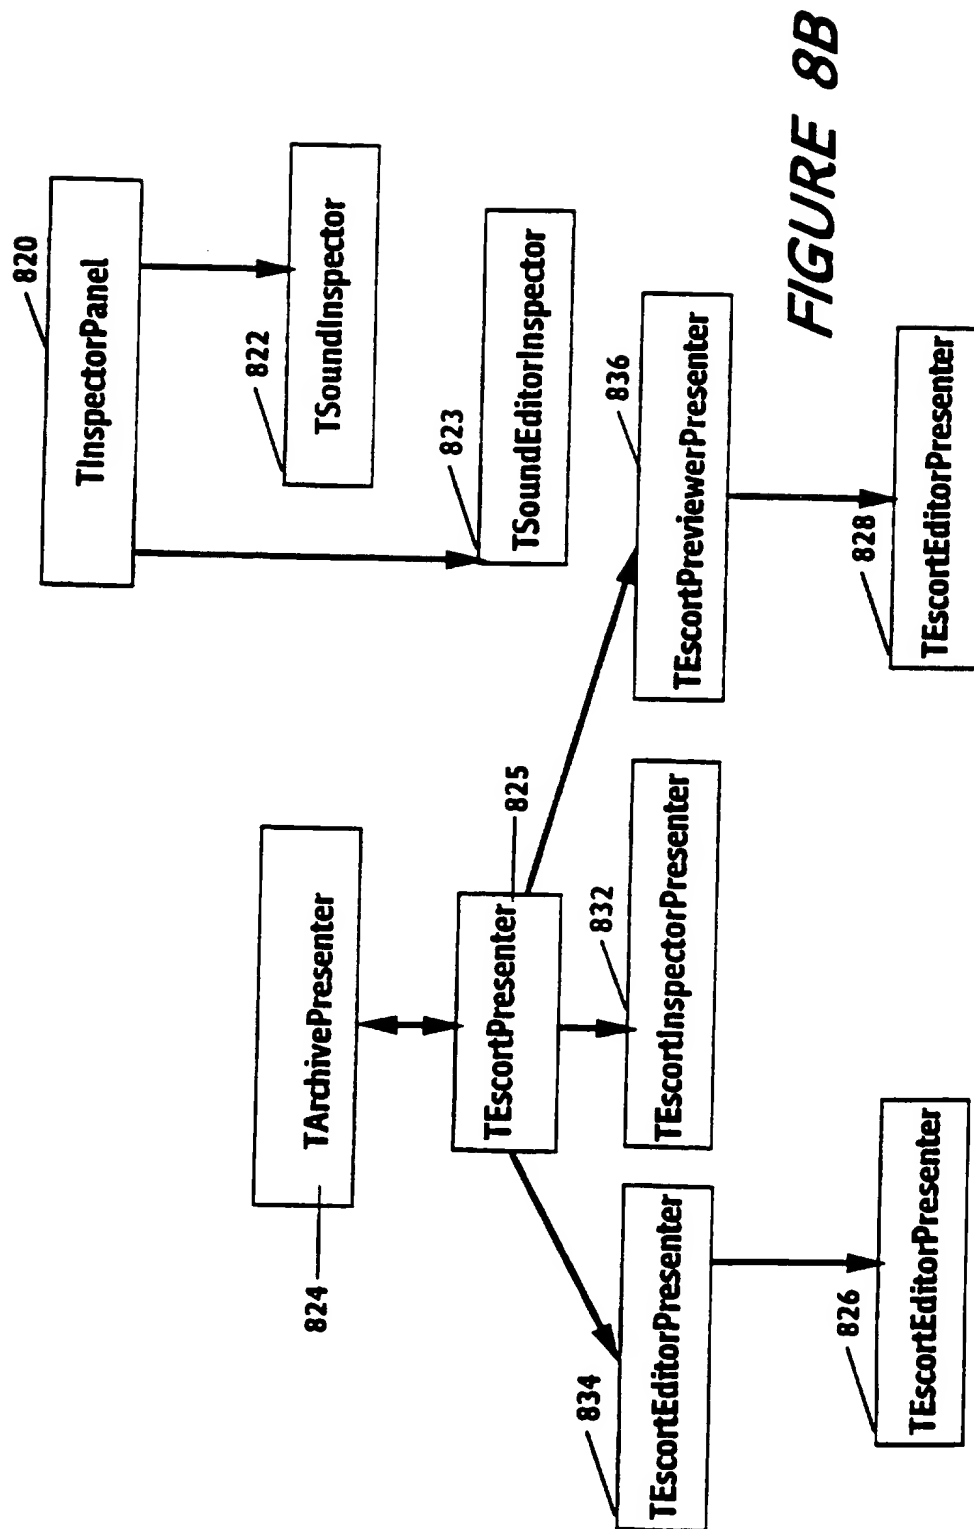 824
TArchivePresenter
TInspectorPanel
820
822
TSoundInspector
TEscortPresenter
825
823
TSoundEditorInspector
834
TEscortEditorPresenter
832
TEscortInspectorPresenter
836
TEscortPreviewerPresenter
826
TEscortEditorPresenter
828
TEscortEditorPresenter
FIGURE 8B